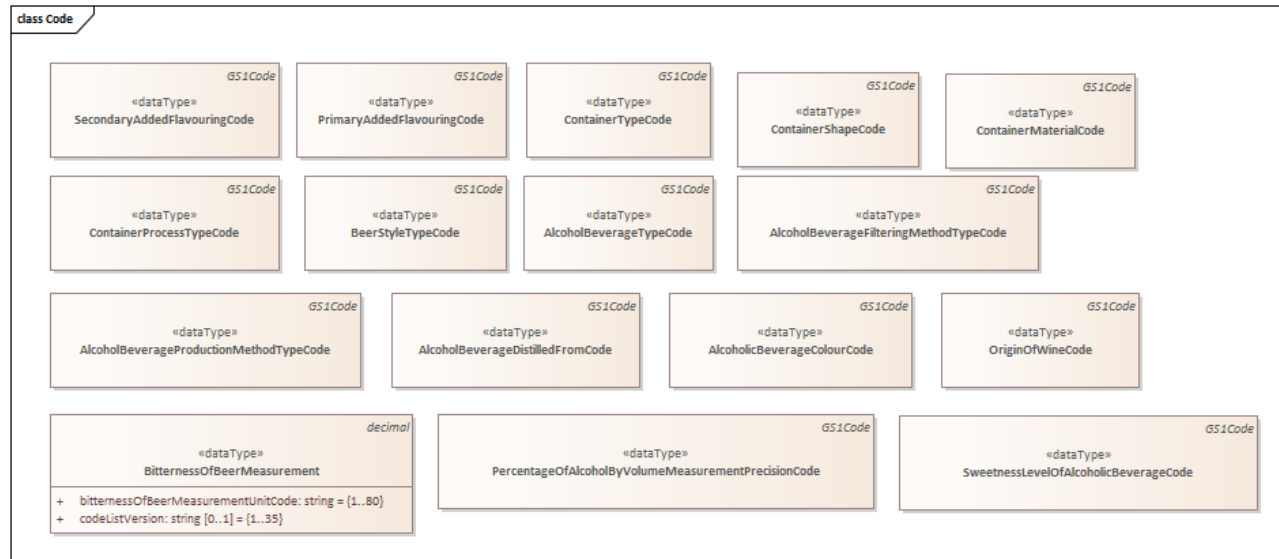 class Code
GS1Code
«dataType»
SecondaryAddedFlavouringCode
GS1Code
«dataType»
PrimaryAddedFlavouringCode
GS1Code
«dataType»
ContainerTypeCode
GS1Code
«dataType»
ContainerShapeCode
GS1Code
«dataType»
ContainerMaterialCode
GS1Code
«dataType»
ContainerProcessTypeCode
GS1Code
«dataType»
BeerStyleTypeCode
GS1Code
«dataType»
AlcoholBeverageTypeCode
GS1Code
«dataType»
AlcoholBeverageFilteringMethodTypeCode
GS1Code
«dataType»
AlcoholBeverageProductionMethodTypeCode
GS1Code
«dataType»
AlcoholBeverageDistilledFromCode
GS1Code
«dataType»
AlcoholicBeverageColourCode
GS1Code
«dataType»
OriginOfWineCode
decimal
«dataType»
BitternessOfBeerMeasurement
+ bitternessOfBeerMeasurementUnitCode: string = {1..80}
+ codeListVersion: string [0..1] = {1..35}
GS1Code
«dataType»
PercentageOfAlcoholByVolumeMeasurementPrecisionCode
GS1Code
«dataType»
SweetnessLevelOfAlcoholicBeverageCode